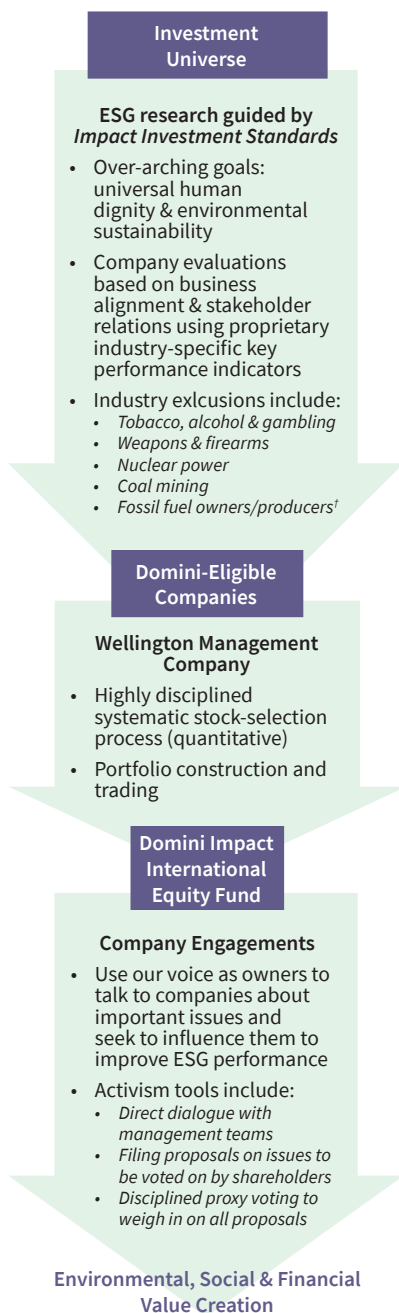 Investment
Universe
ESG research guided by
Impact Investment Standards
• Over-arching goals:
universal human
dignity & environmental
sustainability
• Company evaluations
based on business
alignment & stakeholder
relations using proprietary
industry-specific key
performance indicators
• Industry exlcusions include:
• Tobacco, alcohol & gambling
• Weapons & firearms
• Nuclear power
• Coal mining
• Fossil fuel owners/producers†
Domini-Eligible
Companies
Wellington Management
Company
• Highly disciplined
systematic stock-selection
process (quantitative)
• Portfolio construction and
trading
Domini Impact
International
Equity Fund
Company Engagements
• Use our voice as owners to
talk to companies about
important issues and
seek to influence them to
improve ESG performance
• Activism tools include:
• Direct dialogue with
management teams
• Filing proposals on issues to
be voted on by shareholders
• Disciplined proxy voting to
weigh in on all proposals
Environmental, Social & Financial
Value Creation